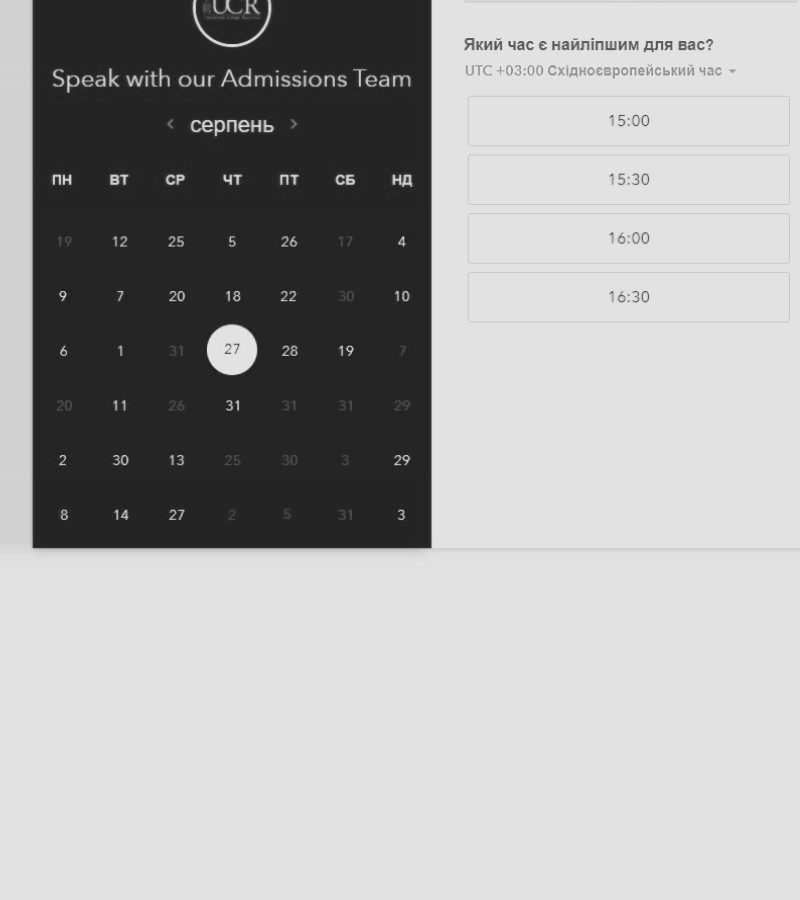 UCR
Speak with our Admissions Team
серпень
ПН ВТ СР ЧТ ПТ СБ НД
19 12 25 5 26 17 4
9 7 20 18 22 30 10
6 1 31 27 28 19 7
20 11 26 31 31 31 29
2 30 13 25 30 3 29
8 14 27 2 5 31 3
Який час є найліпшим для вас?
UTC +03:00 Східноєвропейський час
15:00
15:30
16:00
16:30